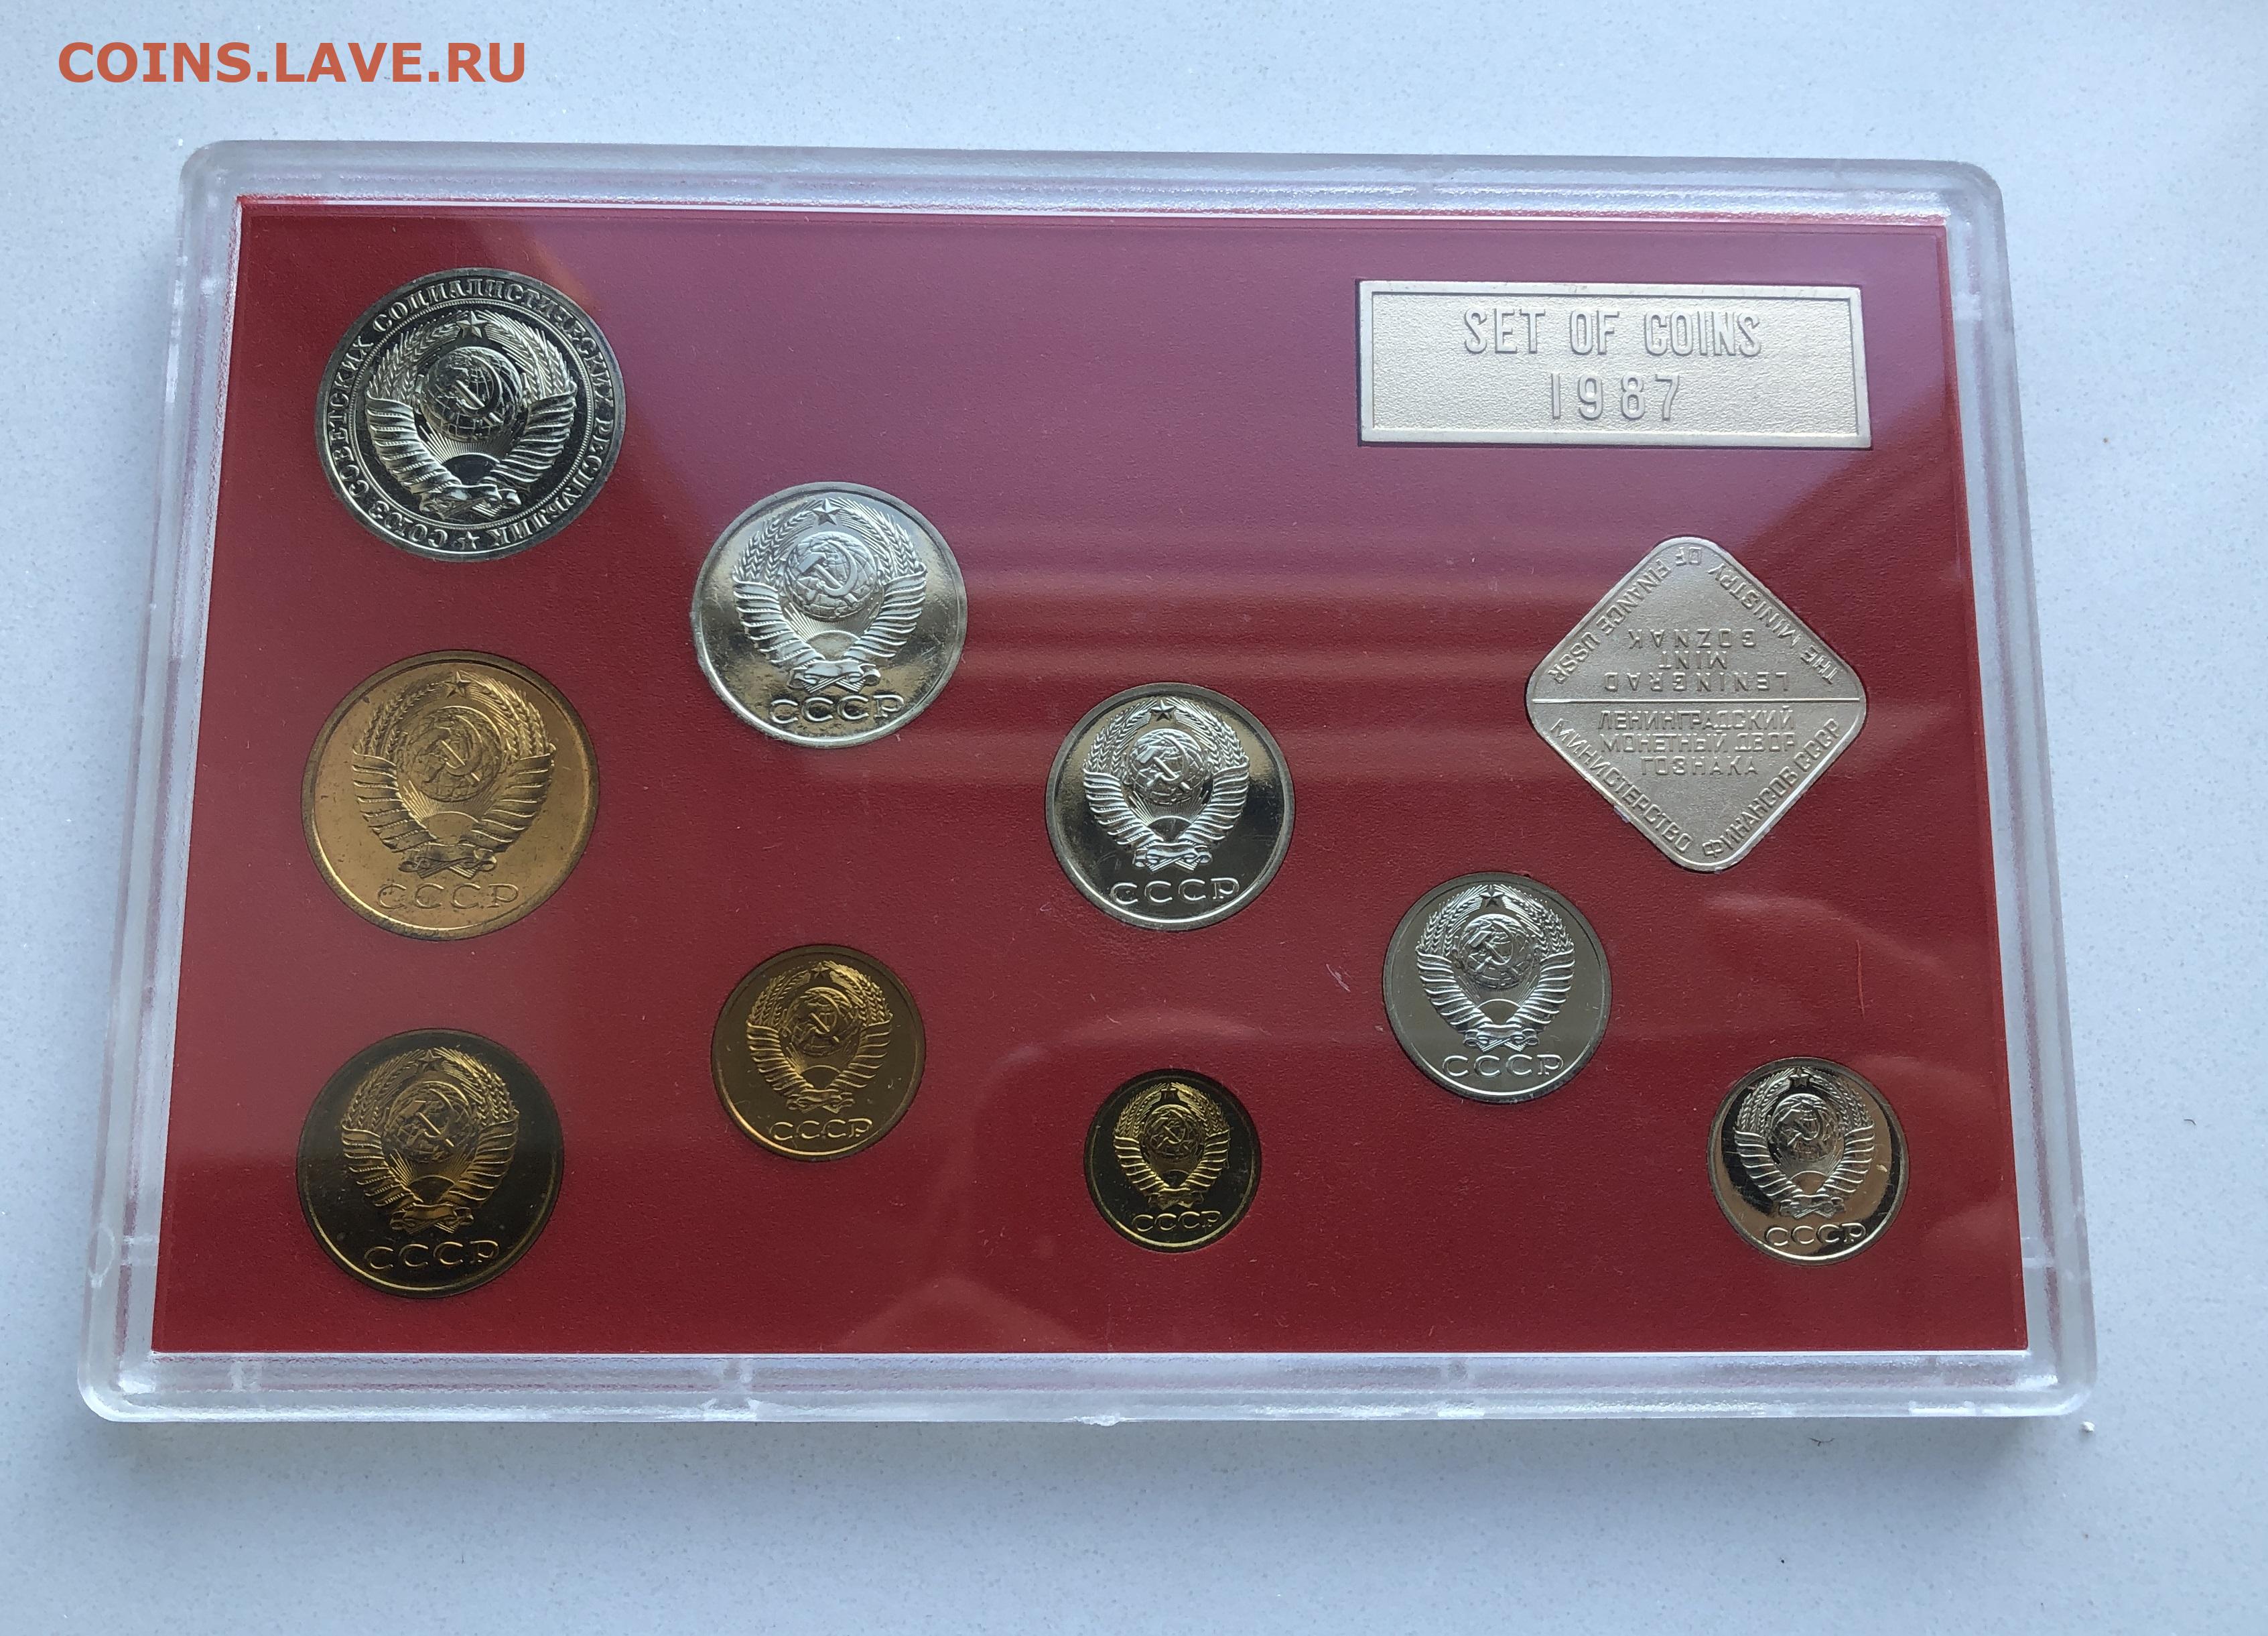 COINS.LAVE.RU
SET OF COINS
1987
СОЮЗ СОВЕТСКИХ СОЦИАЛИСТИЧЕСКИХ РЕСПУБЛИК
СССР
СССР
THE MINISTRY OF FINANCE USSR
LENINGRAD
MINT
GOZNAK
ЛЕНИНГРАДСКИЙ
МОНЕТНЫЙ ДВОР
ГОЗНАКА
МИНИСТЕРСТВО ФИНАНСОВ СССР
СССР
СССР
СССР
СССР
СССР
СССР